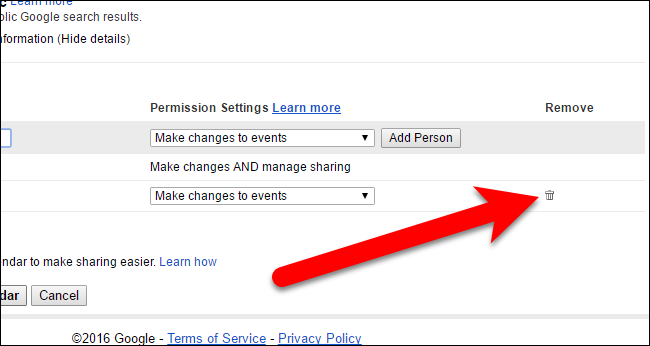 Learn more
blic Google search results.
nformation (Hide details)
Permission Settings Learn more Remove
Make changes to events Add Person
Make changes AND manage sharing
Make changes to events
ndar to make sharing easier. Learn how
dar Cancel
©2016 Google - Terms of Service - Privacy Policy